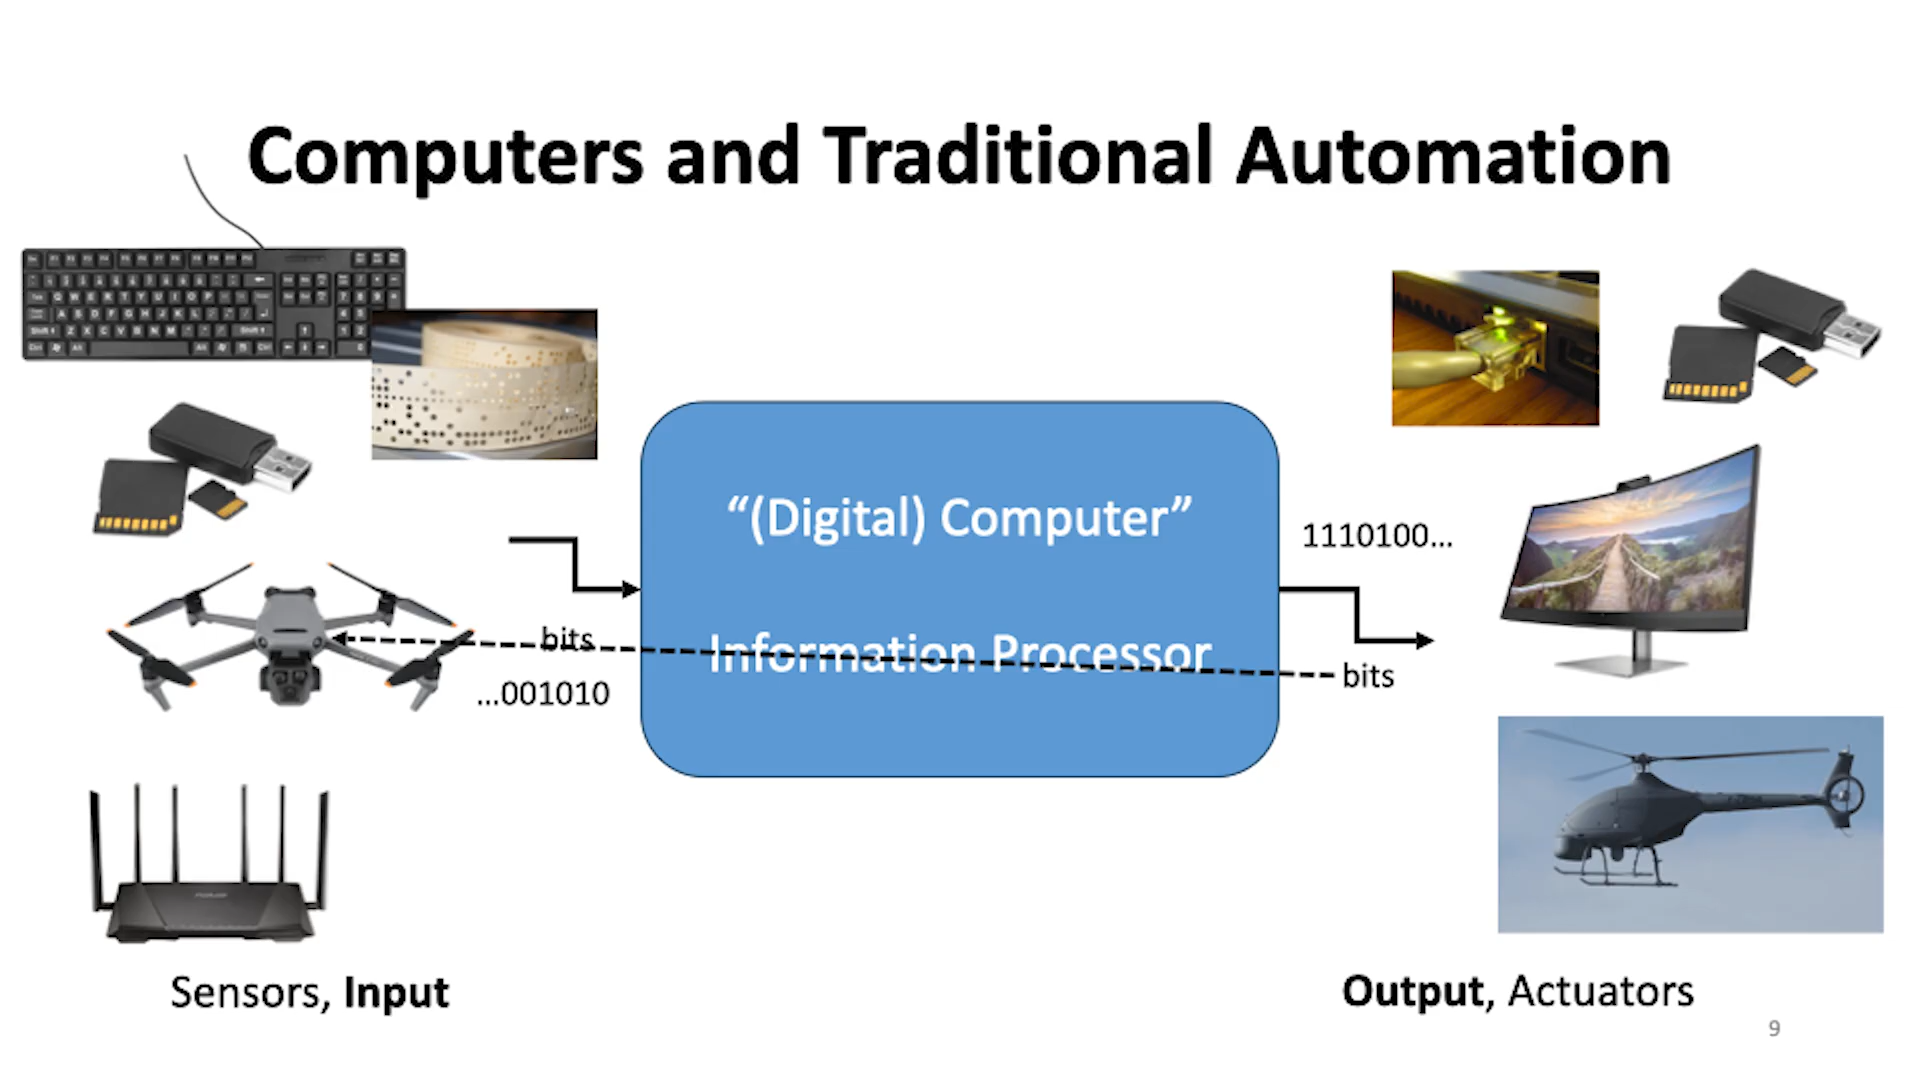 Computers and Traditional Automation
“(Digital) Computer”
Information Processor
bits
...001010
1110100...
bits
Sensors, Input
Output, Actuators
9